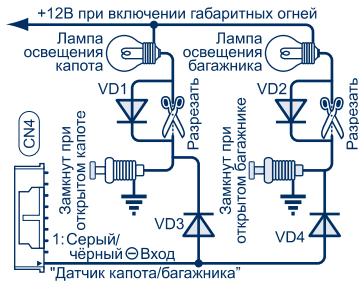 +12В при включении габаритных огней
Лампа
освещения
капота
Лампа
освещения
багажника
VD1
Разрезать
VD2
Разрезать
CN4
Замкнут при
открытом капоте
Замкнут при
открытом багажнике
VD3
VD4
1:Серый/
чёрный⊖Вход
"Датчик капота/багажника"